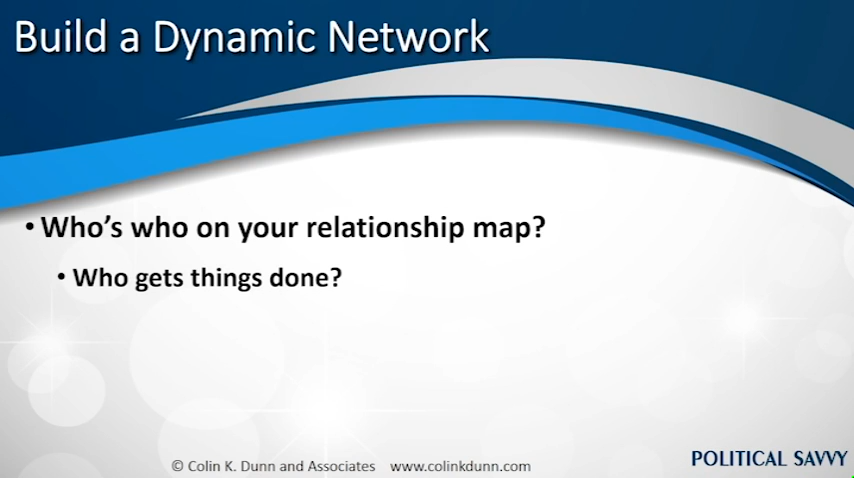 Build a Dynamic Network
• Who's who on your relationship map?
• Who gets things done?
© Colin K. Dunn and Associates www.colinkdunn.com
POLITICAL SAVVY